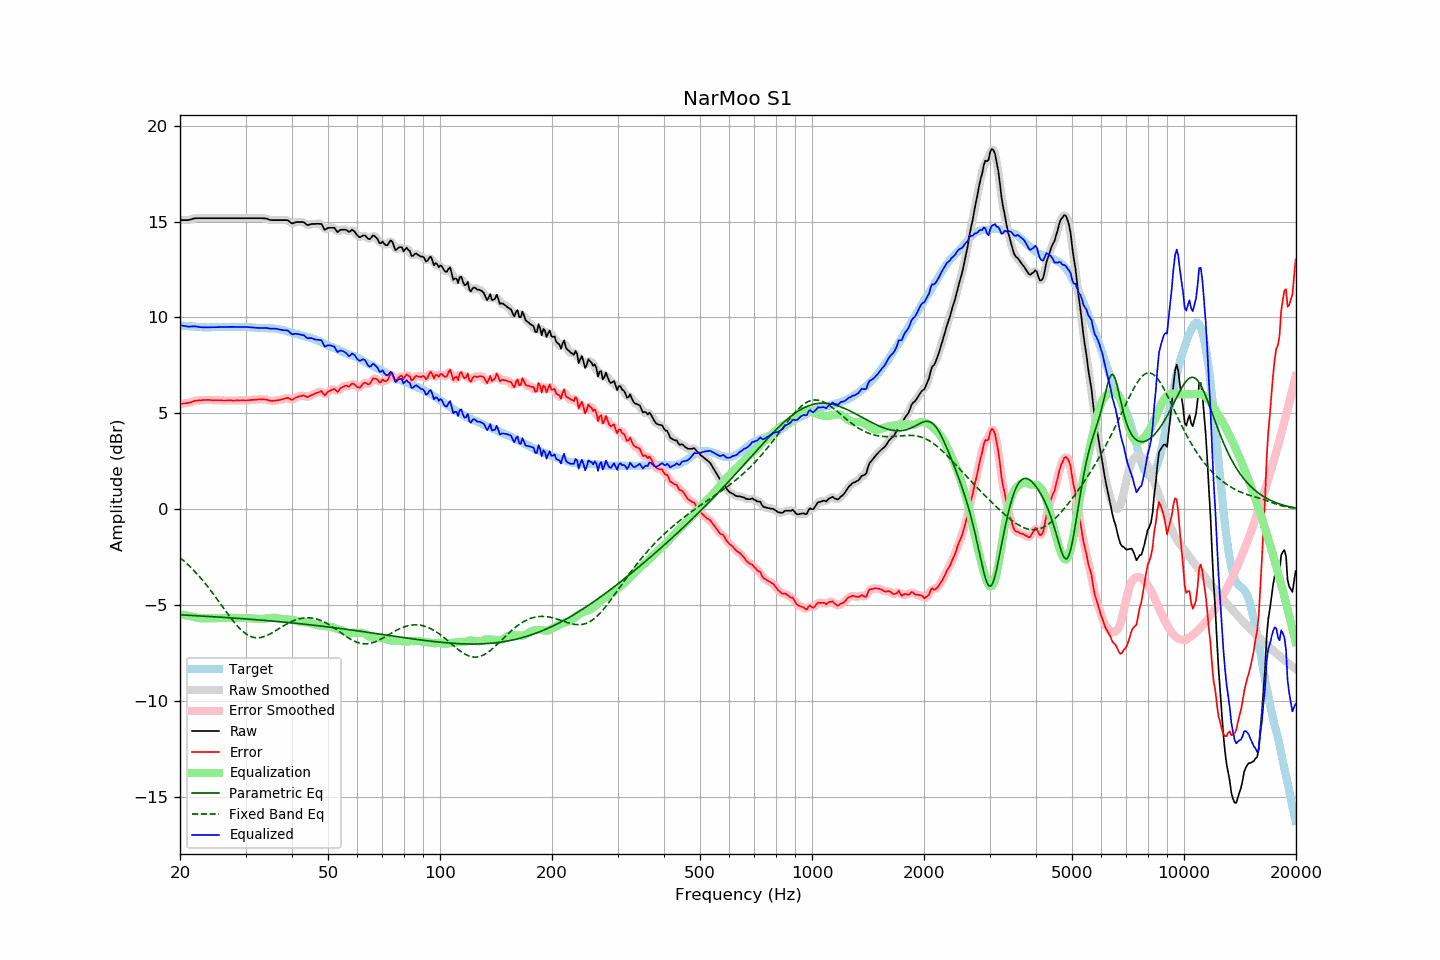 NarMoo S1
Amplitude (dBr)
20
15
10
5
0
−5
−10
−15
Target
Raw Smoothed
Error Smoothed
Raw
Error
Equalization
Parametric Eq
Fixed Band Eq
Equalized
20 50 100 200 500 1000 2000 5000 10000 20000
Frequency (Hz)